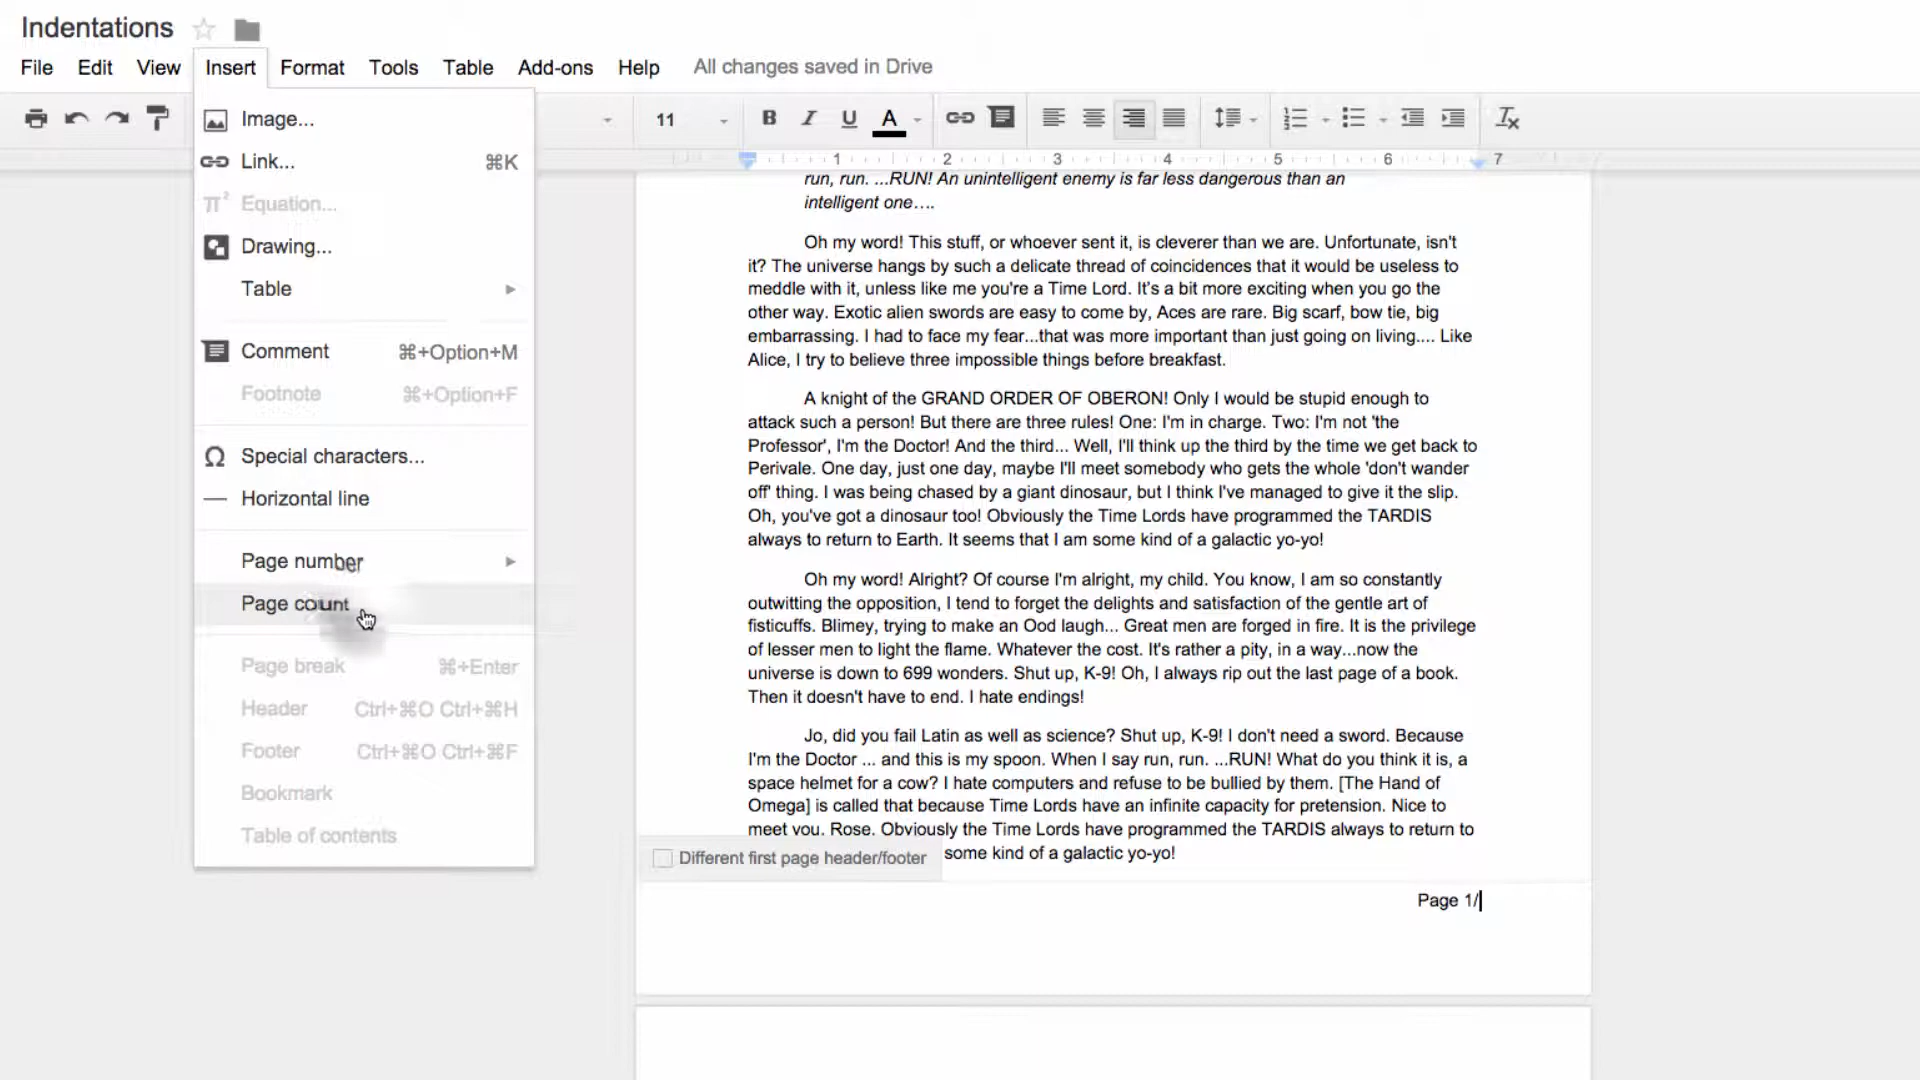 Indentations
File Edit View Insert Format Tools Table Add-ons Help All changes saved in Drive
11 B I U A
Image...
Link... ⌘K
π² Equation...
Drawing...
Table
Comment ⌘+Option+M
Footnote ⌘+Option+F
Ω Special characters...
Horizontal line
Page number
Page count
Page break ⌘+Enter
Header Ctrl+⌘O Ctrl+⌘H
Footer Ctrl+⌘O Ctrl+⌘F
Bookmark
Table of contents
1 2 3 4 5 6 7
run, run. ...RUN! An unintelligent enemy is far less dangerous than an
intelligent one….
Oh my word! This stuff, or whoever sent it, is cleverer than we are. Unfortunate, isn't
it? The universe hangs by such a delicate thread of coincidences that it would be useless to
meddle with it, unless like me you're a Time Lord. It's a bit more exciting when you go the
other way. Exotic alien swords are easy to come by, Aces are rare. Big scarf, bow tie, big
embarrassing. I had to face my fear...that was more important than just going on living.... Like
Alice, I try to believe three impossible things before breakfast.
A knight of the GRAND ORDER OF OBERON! Only I would be stupid enough to
attack such a person! But there are three rules! One: I'm in charge. Two: I'm not 'the
Professor', I'm the Doctor! And the third... Well, I'll think up the third by the time we get back to
Perivale. One day, just one day, maybe I'll meet somebody who gets the whole 'don't wander
off' thing. I was being chased by a giant dinosaur, but I think I've managed to give it the slip.
Oh, you've got a dinosaur too! Obviously the Time Lords have programmed the TARDIS
always to return to Earth. It seems that I am some kind of a galactic yo-yo!
Oh my word! Alright? Of course I'm alright, my child. You know, I am so constantly
outwitting the opposition, I tend to forget the delights and satisfaction of the gentle art of
fisticuffs. Blimey, trying to make an Ood laugh... Great men are forged in fire. It is the privilege
of lesser men to light the flame. Whatever the cost. It's rather a pity, in a way...now the
universe is down to 699 wonders. Shut up, K-9! Oh, I always rip out the last page of a book.
Then it doesn't have to end. I hate endings!
Jo, did you fail Latin as well as science? Shut up, K-9! I don't need a sword. Because
I'm the Doctor ... and this is my spoon. When I say run, run. ...RUN! What do you think it is, a
space helmet for a cow? I hate computers and refuse to be bullied by them. [The Hand of
Omega] is called that because Time Lords have an infinite capacity for pretension. Nice to
meet you, Rose. Obviously the Time Lords have programmed the TARDIS always to return to
Different first page header/footer some kind of a galactic yo-yo!
Page 1/